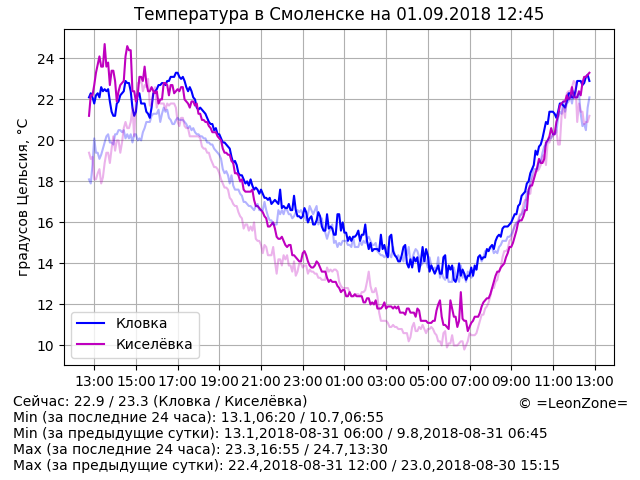 Температура в Смоленске на 01.09.2018 12:45
градусов Цельсия, °C
24
22
20
18
16
14
12
10
Кловка
Киселёвка
13:00 15:00 17:00 19:00 21:00 23:00 01:00 03:00 05:00 07:00 09:00 11:00 13:00
Сейчас: 22.9 / 23.3 (Кловка / Киселёвка)
© =LeonZone=
Min (за последние 24 часа): 13.1,06:20 / 10.7,06:55
Min (за предыдущие сутки): 13.1,2018-08-31 06:00 / 9.8,2018-08-31 06:45
Max (за последние 24 часа): 23.3,16:55 / 24.7,13:30
Max (за предыдущие сутки): 22.4,2018-08-31 12:00 / 23.0,2018-08-30 15:15